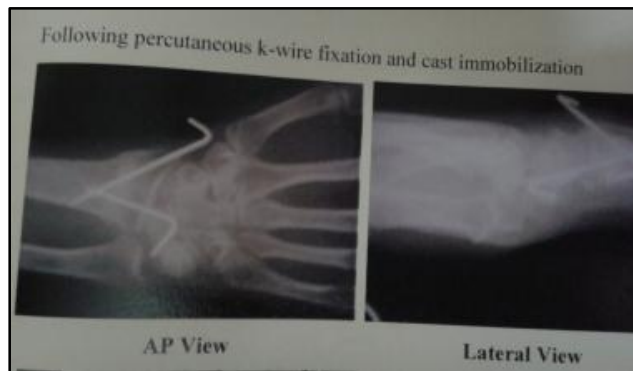 Following percutaneous k-wire fixation and cast immobilization
AP View
Lateral View